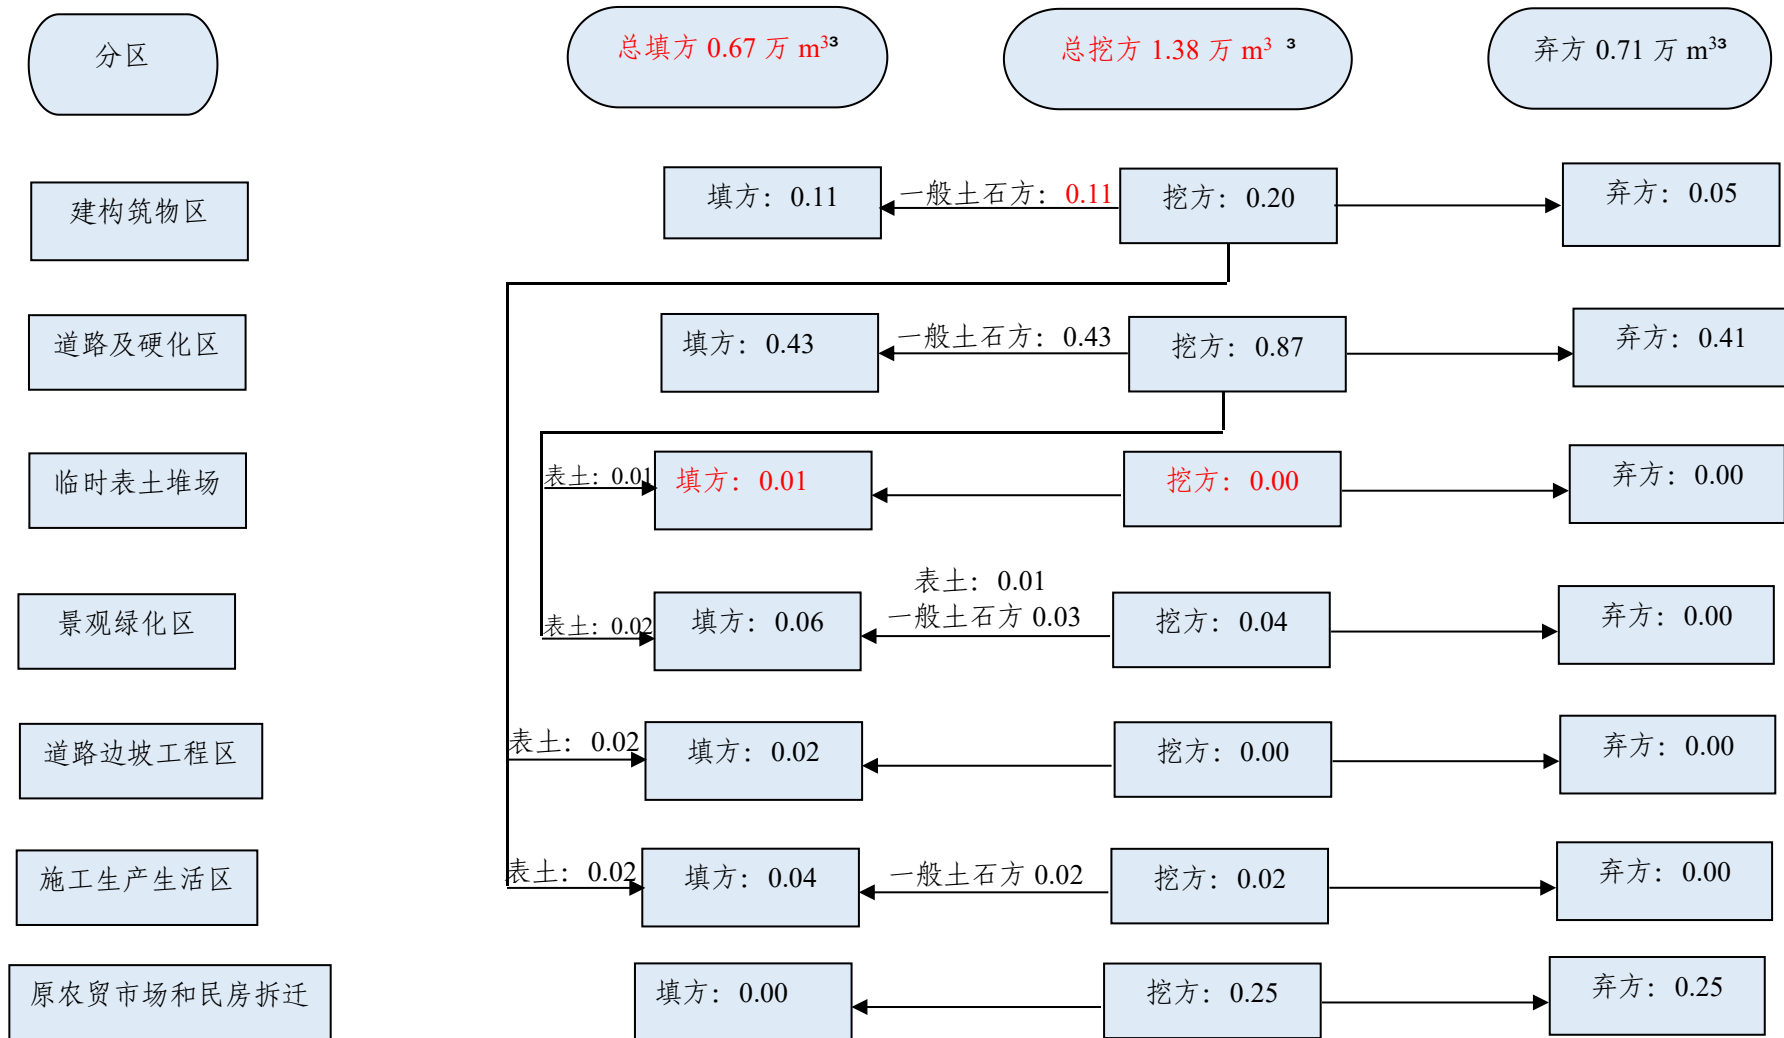 分区
总填方 0.67 万 m³³
总挖方 1.38 万 m³ ³
弃方 0.71 万 m³³
建构筑物区
填方：0.11
一般土石方：0.11
挖方：0.20
弃方：0.05
道路及硬化区
填方：0.43
一般土石方：0.43
挖方：0.87
弃方：0.41
临时表土堆场
表土：0.01
填方：0.01
挖方：0.00
弃方：0.00
景观绿化区
表土：0.02
填方：0.06
表土：0.01
一般土石方 0.03
挖方：0.04
弃方：0.00
道路边坡工程区
表土：0.02
填方：0.02
挖方：0.00
弃方：0.00
施工生产生活区
表土：0.02
填方：0.04
一般土石方 0.02
挖方：0.02
弃方：0.00
原农贸市场和民房拆迁
填方：0.00
挖方：0.25
弃方：0.25